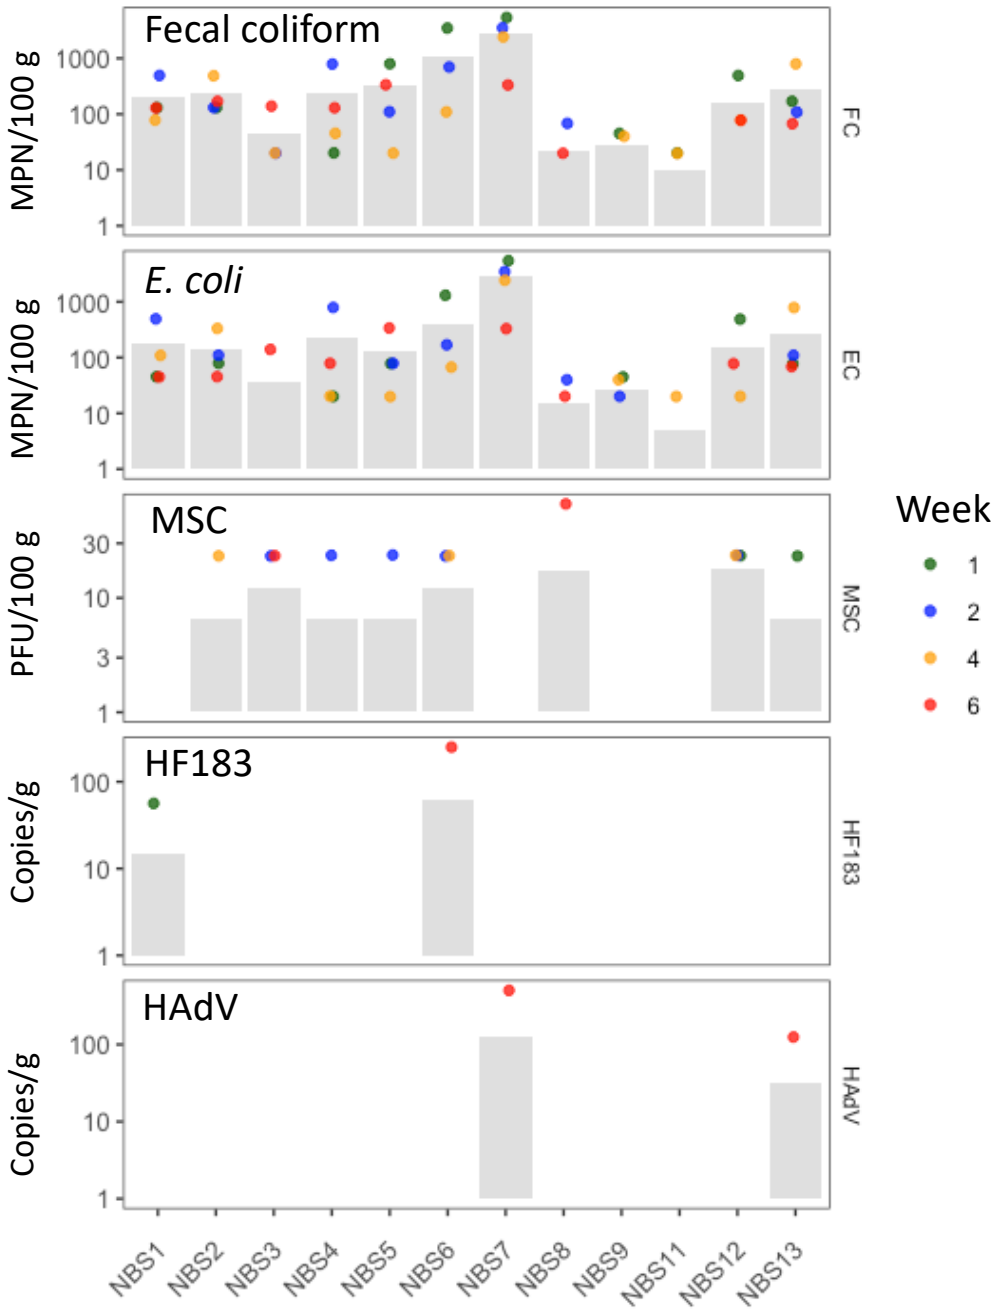 Fecal coliform
MPN/100 g
1000
100
10
1
FC
E. coli
MPN/100 g
1000
100
10
1
EC
MSC
PFU/100 g
30
10
3
1
MSC
Week
1
2
4
6
HF183
Copies/g
100
10
1
HF183
HAdV
Copies/g
100
10
1
HAdV
NBS1
NBS2
NBS3
NBS4
NBS5
NBS6
NBS7
NBS8
NBS9
NBS11
NBS12
NBS13